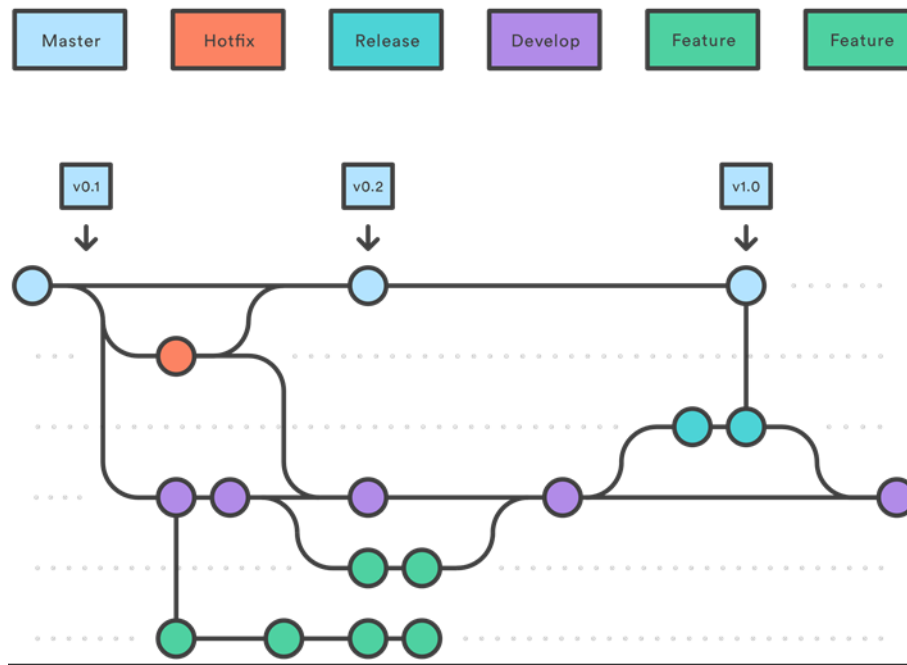 Master
Hotfix
Release
Develop
Feature
Feature
v0.1
v0.2
v1.0